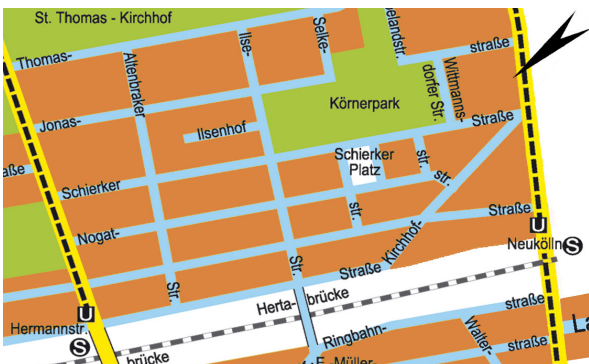 St. Thomas - Kirchhof
Thomas-
straße
Altenbraker
Ilse-
Selke-
elandstr.
Wittmanns-
dorfer Str.
Jonas-
Ilsenhof
Körnerpark
Straße
aße
Schierker
Schierker
Platz
str.
str.
str.
Nogat-
Straße
Kirchhof-
U
Neukölln
S
Str.
Str.
Straße
Herta-
brücke
U
Hermannstr.
S
brücke
Ringbahn-
straße
Waller-
straße
La
F.-Müller-